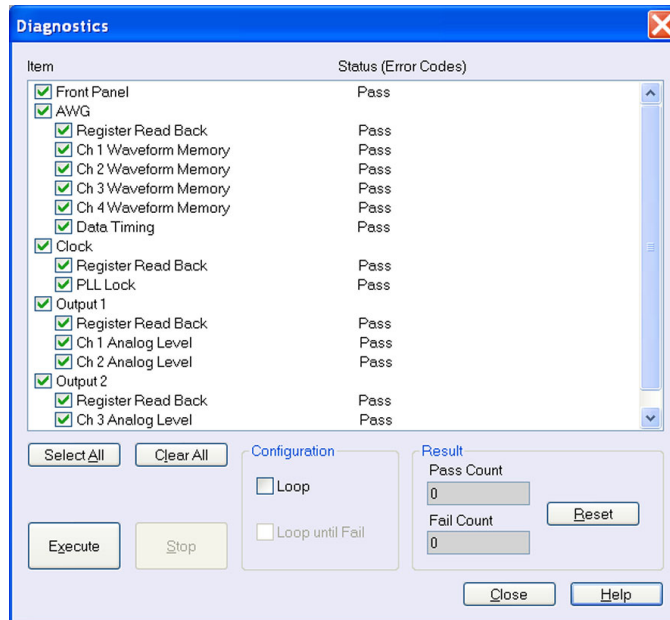 Diagnostics
Item Status (Error Codes)
Front Panel Pass
AWG
Register Read Back Pass
Ch 1 Waveform Memory Pass
Ch 2 Waveform Memory Pass
Ch 3 Waveform Memory Pass
Ch 4 Waveform Memory Pass
Data Timing Pass
Clock
Register Read Back Pass
PLL Lock Pass
Output 1
Register Read Back Pass
Ch 1 Analog Level Pass
Ch 2 Analog Level Pass
Output 2
Register Read Back Pass
Ch 3 Analog Level Pass
Select All Clear All
Configuration
Loop
Loop until Fail
Result
Pass Count
0
Fail Count
0
Reset
Execute Stop
Close Help